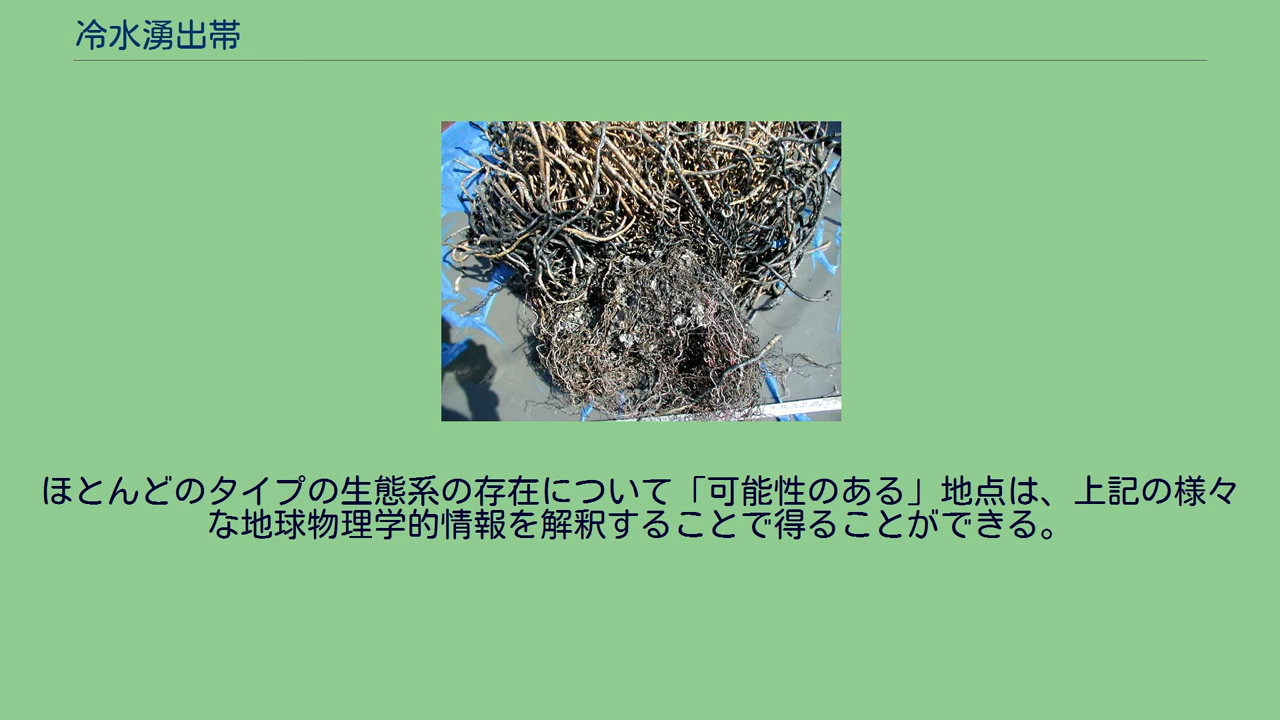 冷水湧出帯
ほとんどのタイプの生態系の存在について「可能性のある」地点は、上記の様々
な地球物理学的情報を解釈することで得ることができる。